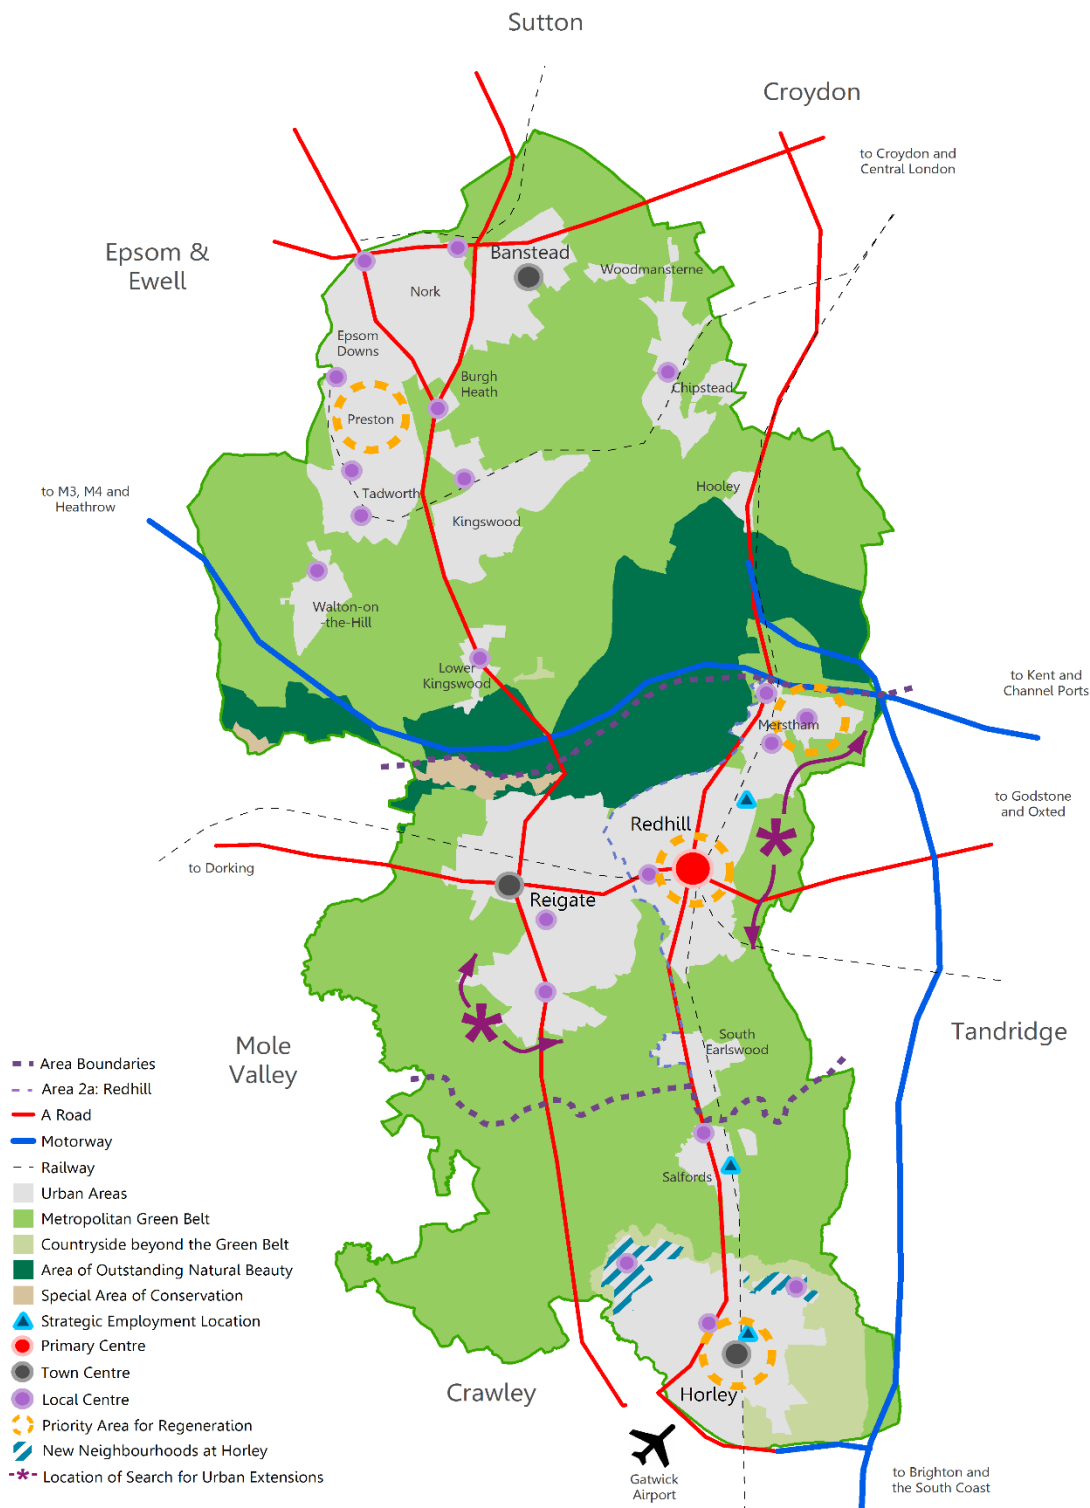 Sutton
Croydon
to Croydon and
Central London
Epsom &
Ewell
Banstead
Woodmansterne
Nork
Epsom
Downs
Burgh
Heath
Chipstead
Preston
to M3, M4 and
Heathrow
Tadworth
Hooley
Kingswood
Walton-on
-the-Hill
Lower
Kingswood
to Kent and
Channel Ports
Merstham
to Godstone
and Oxted
Redhill
to Dorking
Reigate
South
Earlswood
Tandridge
Mole
Valley
Salfords
Crawley
Horley
Gatwick
Airport
to Brighton and
the South Coast
Area Boundaries
Area 2a: Redhill
A Road
Motorway
Railway
Urban Areas
Metropolitan Green Belt
Countryside beyond the Green Belt
Area of Outstanding Natural Beauty
Special Area of Conservation
Strategic Employment Location
Primary Centre
Town Centre
Local Centre
Priority Area for Regeneration
New Neighbourhoods at Horley
Location of Search for Urban Extensions